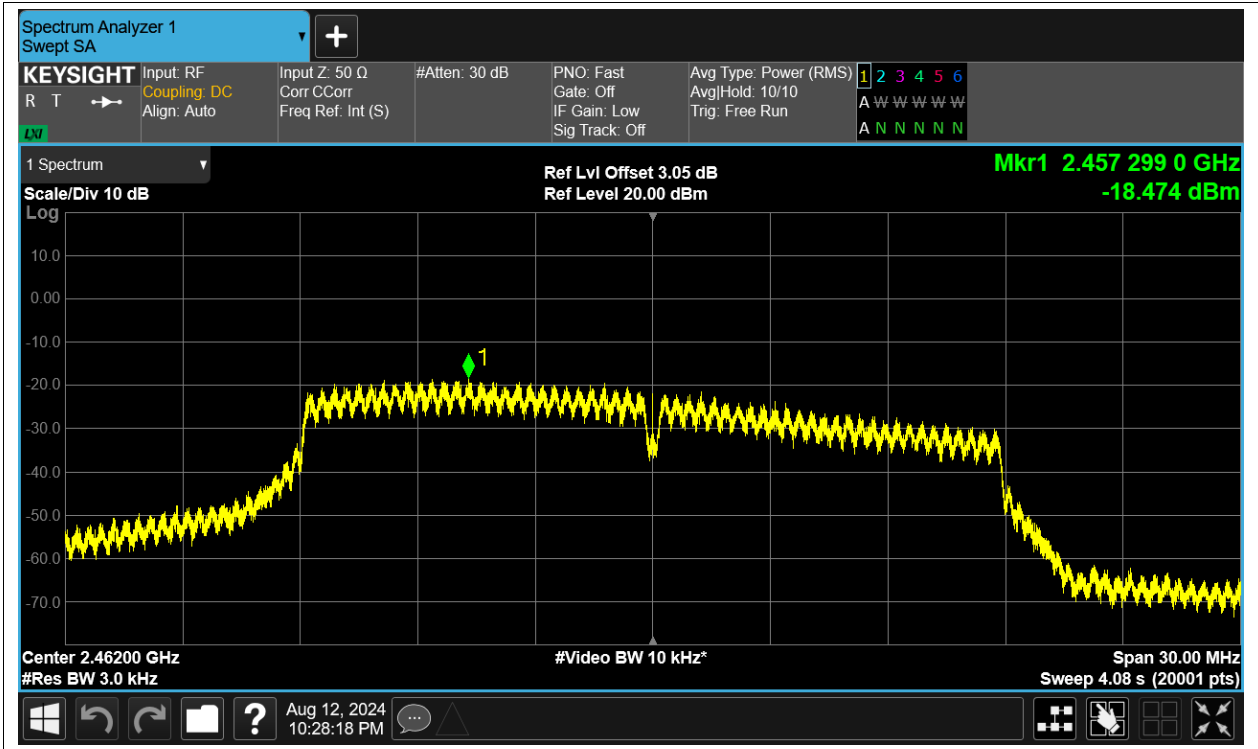 Spectrum Analyzer 1
Swept SA
KEYSIGHT
R T
LXI
Input: RF
Coupling: DC
Align: Auto
Input Z: 50 Ω
Corr CCorr
Freq Ref: Int (S)
#Atten: 30 dB
PNO: Fast
Gate: Off
IF Gain: Low
Sig Track: Off
Avg Type: Power (RMS)
Avg|Hold: 10/10
Trig: Free Run
1 2 3 4 5 6
A W W W W W
A N N N N N
1 Spectrum
Scale/Div 10 dB
Log
Ref Lvl Offset 3.05 dB
Ref Level 20.00 dBm
Mkr1 2.457 299 0 GHz
-18.474 dBm
10.0
0.00
-10.0
1
-20.0
-30.0
-40.0
-50.0
-60.0
-70.0
Center 2.46200 GHz
#Video BW 10 kHz*
Span 30.00 MHz
#Res BW 3.0 kHz
Sweep 4.08 s (20001 pts)
?
Aug 12, 2024
10:28:18 PM